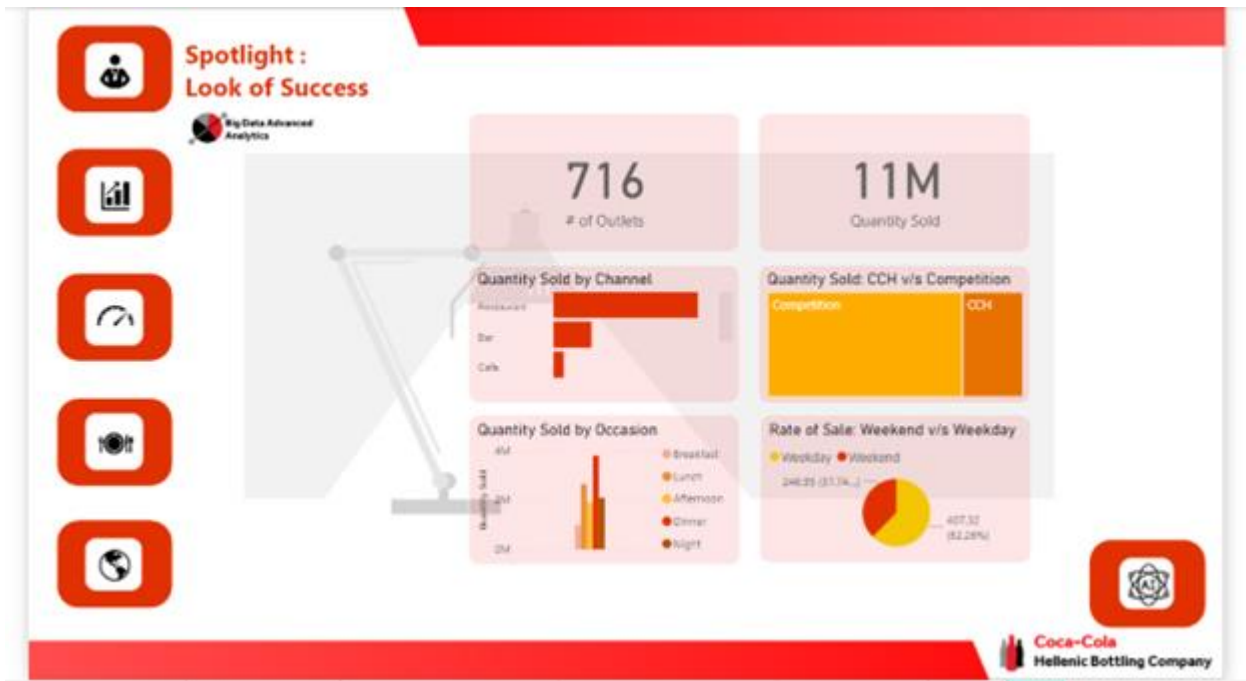 Spotlight :
Look of Success
Big Data Advanced
Analytics
716
# of Outlets
11M
Quantity Sold
Quantity Sold by Channel
Restaurant
Bar
Cafe
Quantity Sold: CCH v/s Competition
Competition
CCH
Quantity Sold by Occasion
4M
2M
0M
Quantity Sold
Breakfast
Lunch
Afternoon
Dinner
Night
Rate of Sale: Weekend v/s Weekday
Weekday
Weekend
407.32
(62.26%)
AI
Coca-Cola
Hellenic Bottling Company